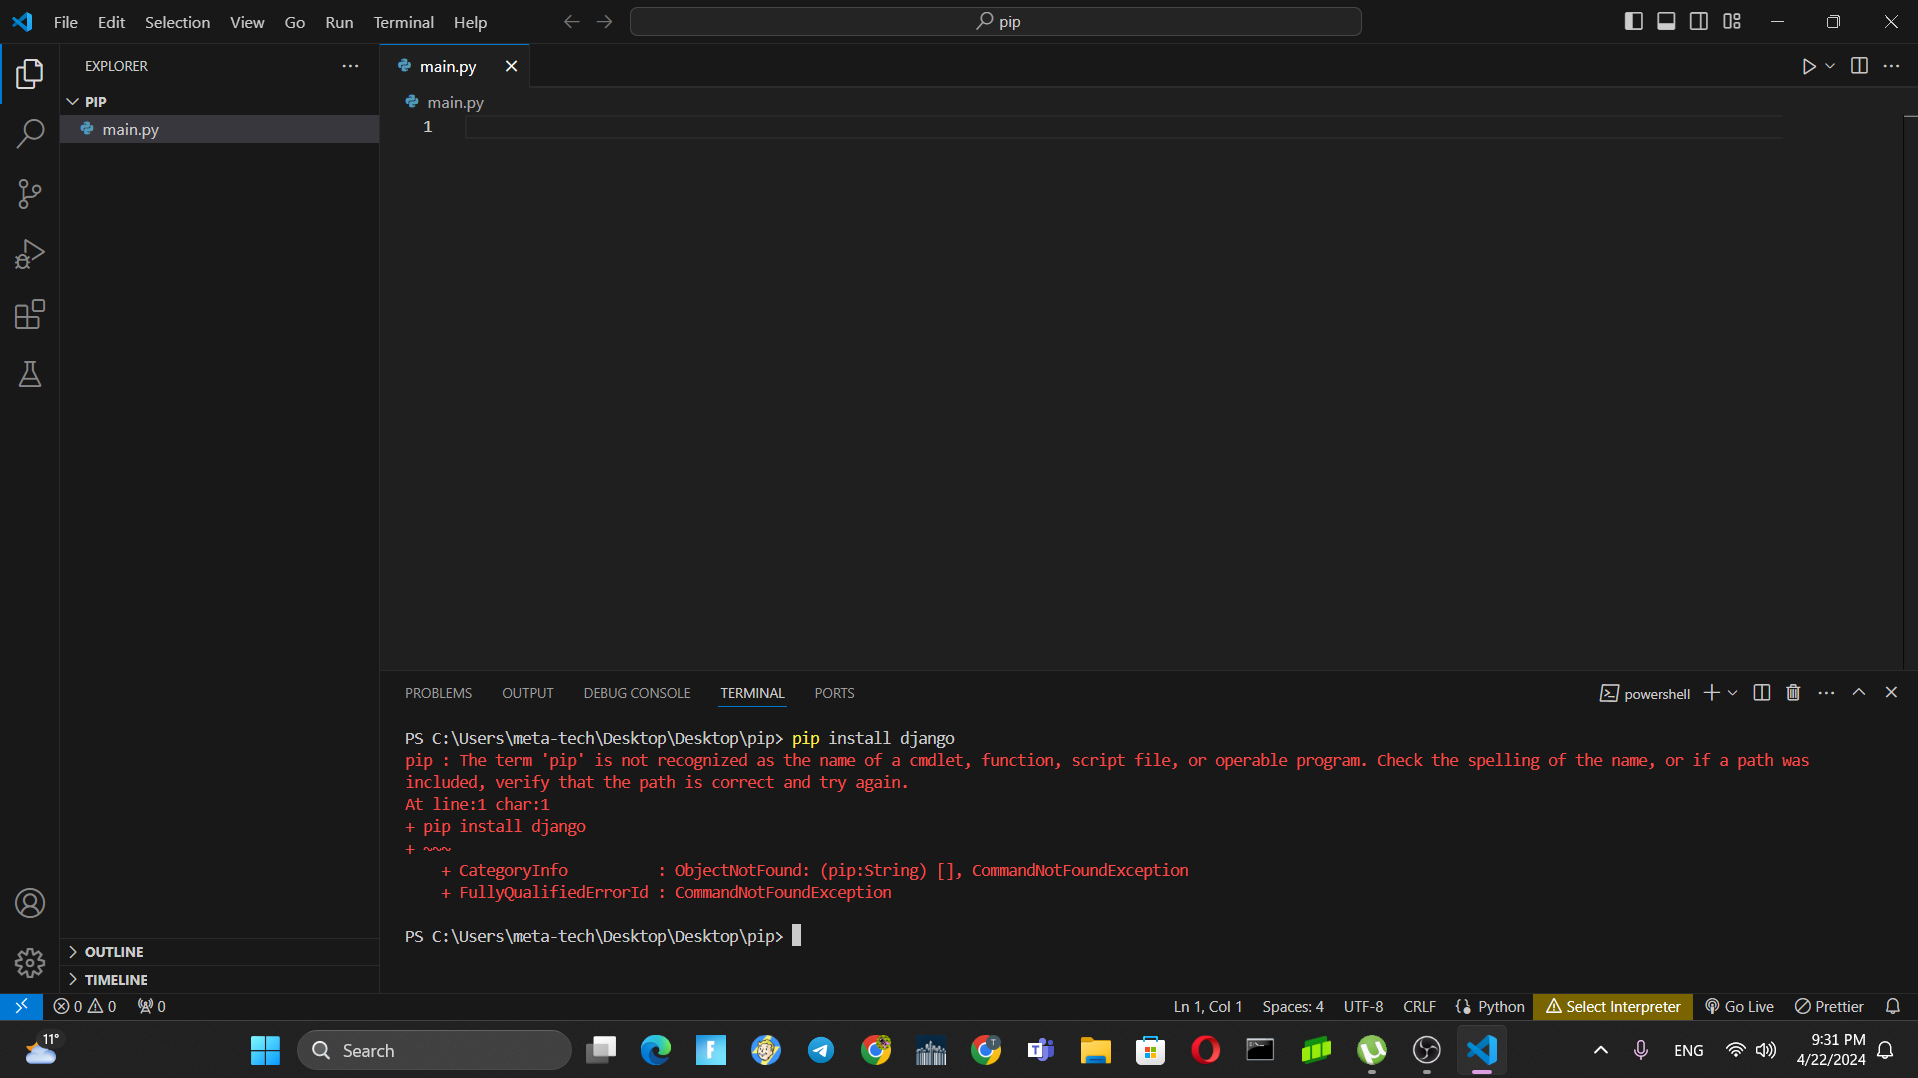 File Edit Selection View Go Run Terminal Help
pip
EXPLORER
main.py
PIP
main.py
main.py
1
PROBLEMS OUTPUT DEBUG CONSOLE TERMINAL PORTS
powershell
PS C:\Users\meta-tech\Desktop\Desktop\pip> pip install django
pip : The term 'pip' is not recognized as the name of a cmdlet, function, script file, or operable program. Check the spelling of the name, or if a path was
included, verify that the path is correct and try again.
At line:1 char:1
+ pip install django
+ ~~~
+ CategoryInfo : ObjectNotFound: (pip:String) [], CommandNotFoundException
+ FullyQualifiedErrorId : CommandNotFoundException
PS C:\Users\meta-tech\Desktop\Desktop\pip>
OUTLINE
TIMELINE
0 0 0
Ln 1, Col 1 Spaces: 4 UTF-8 CRLF Python Select Interpreter Go Live Prettier
11°
Search
F
T
T
ENG
9:31 PM
4/22/2024